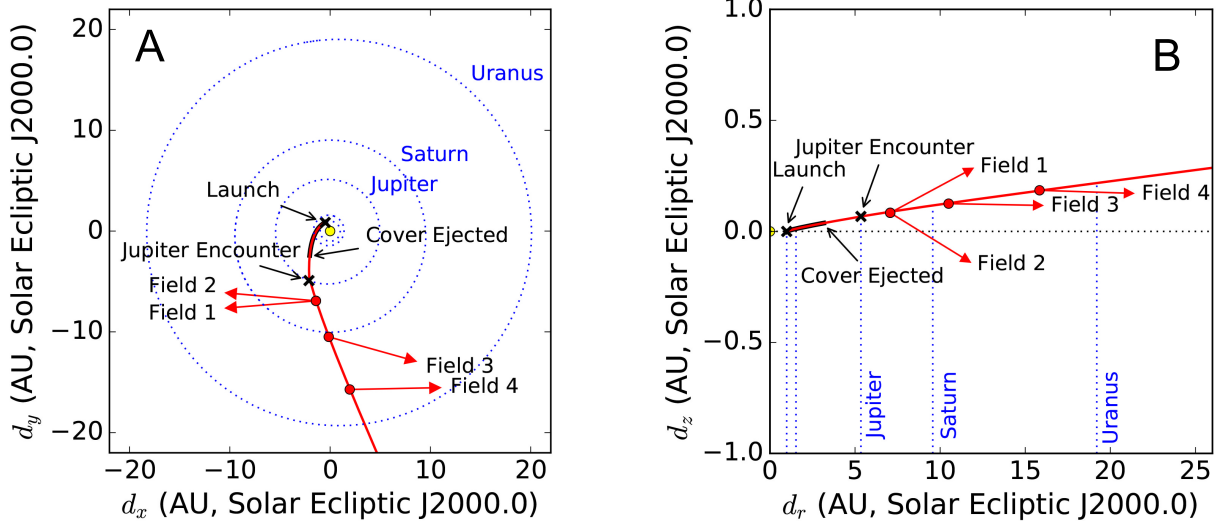 A
Uranus
Saturn
Jupiter
Launch
Cover Ejected
Jupiter Encounter
Field 2
Field 1
Field 3
Field 4
20
10
0
−10
−20
−20
−10
0
10
20
d_y (AU, Solar Ecliptic J2000.0)
d_x (AU, Solar Ecliptic J2000.0)
B
Jupiter Encounter
Launch
Field 1
Field 4
Field 3
Field 2
Cover Ejected
Jupiter
Saturn
Uranus
1.0
0.5
0.0
−0.5
−1.0
0
5
10
15
20
25
d_z (AU, Solar Ecliptic J2000.0)
d_r (AU, Solar Ecliptic J2000.0)